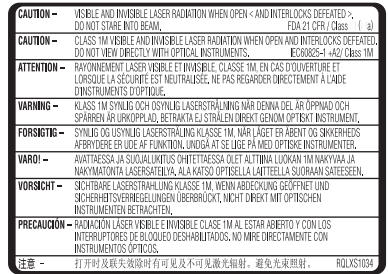 CAUTION – VISIBLE AND INVISIBLE LASER RADIATION WHEN OPEN < AND INTERLOCKS DEFEATED >.
DO NOT STARE INTO BEAM. FDA 21 CFR / Class ( a)
CAUTION – CLASS 1M VISIBLE AND INVISIBLE LASER RADIATION WHEN OPEN AND INTERLOCKS DEFEATED.
DO NOT VIEW DIRECTLY WITH OPTICAL INSTRUMENTS. IEC60825-1 +A2/ Class 1M
ATTENTION – RAYONNEMENT LASER VISIBLE ET INVISIBLE, CLASSE 1M, EN CAS D'OUVERTURE ET
LORSQUE LA SÉCURITÉ EST NEUTRALISÉE, NE PAS REGARDER DIRECTEMENT À L'AIDE
D'INSTRUMENTS D'OPTIQUE.
VARNING – KLASS 1M SYNLIG OCH OSYNLIG LASERSTRÅLNING NÄR DENNA DEL ÄR ÖPPNAD OCH
SPÄRREN ÄR URKOPPLAD, BETRAKTA EJ STRÅLEN DIREKT GENOM OPTISKT INSTRUMENT.
FORSIGTIG – SYNLIG OG USYNLIG LASERSTRÅLING KLASSE 1M, NÅR LÅGET ER ÅBENT OG SIKKERHEDS
AFBRYDERE ER UDE AF FUNKTION, UNDGÅ AT SE LIGE PÅ MED OPTISKE INSTRUMENTER.
VARO! – AVATTAESSA JA SUOJALUKITUS OHITETTAESSA OLET ALTTIINA LUOKAN 1M NÄKYVÄÄ JA
NÄKYMÄTÖNTÄ LASERSÄTEILYÄ, ÄLÄ KATSO OPTISELLA LAITTEELLA SUORAAN SÄTEESEEN.
VORSICHT – SICHTBARE LASERSTRAHLUNG KLASSE 1M, WENN ABDECKUNG GEÖFFNET UND
SICHERHEITSVERRIEGELUNGEN ÜBERBRÜCKT, NICHT DIREKT MIT OPTISCHEN
INSTRUMENTEN BETRACHTEN.
PRECAUCIÓN – RADIACIÓN LÁSER VISIBLE E INVISIBLE CLASE 1M AL ESTAR ABIERTO Y CON LOS
INTERRUPTORES DE BLOQUEO DESHABILITADOS. NO MIRE DIRECTAMENTE CON
INSTRUMENTOS ÓPTICOS.
注意 – 打开时及联失效除时有可见及不可见激光辐射。避免光束照射。 RQLXS1034